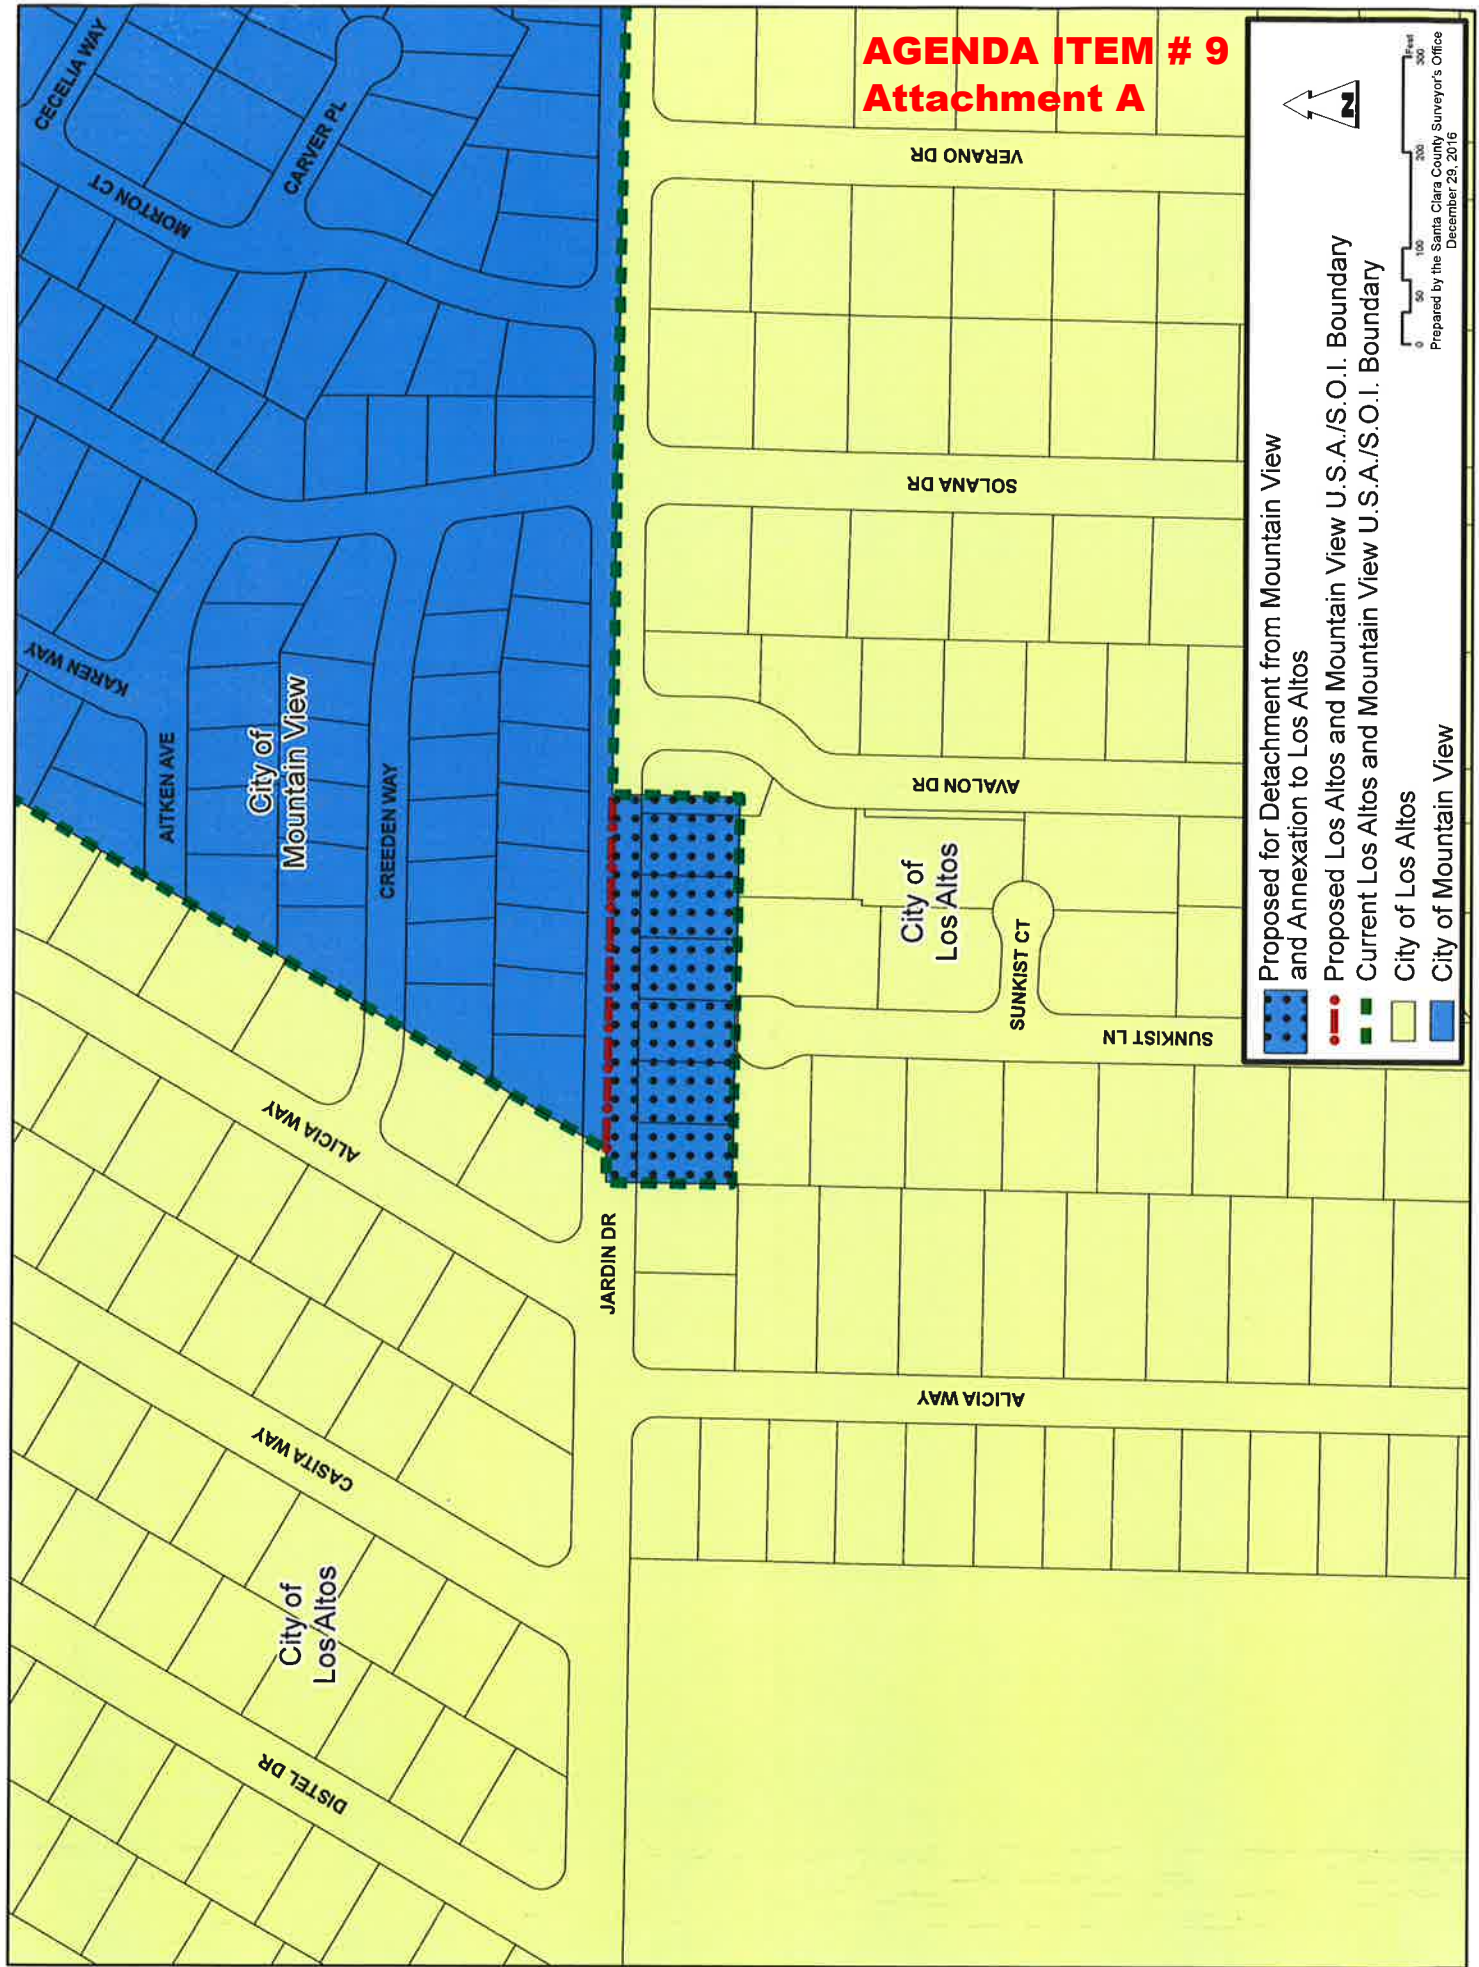 AGENDA ITEM # 9
Attachment A
CECELIA WAY
MORTON CT
CARVER PL
KAREN WAY
AITKEN AVE
City of
Mountain View
CREEDEN WAY
VERANO DR
SOLANA DR
AVALON DR
City of
Los Altos
SUNKIST CT
SUNKIST LN
ALICIA WAY
JARDIN DR
ALICIA WAY
CASITA WAY
City of
Los Altos
DISTEL DR
Proposed for Detachment from Mountain View
and Annexation to Los Altos
Proposed Los Altos and Mountain View U.S.A./S.O.I. Boundary
Current Los Altos and Mountain View U.S.A./S.O.I. Boundary
City of Los Altos
City of Mountain View
N
0 50 100 200 300
Feet
Prepared by the Santa Clara County Surveyor's Office
December 29, 2016